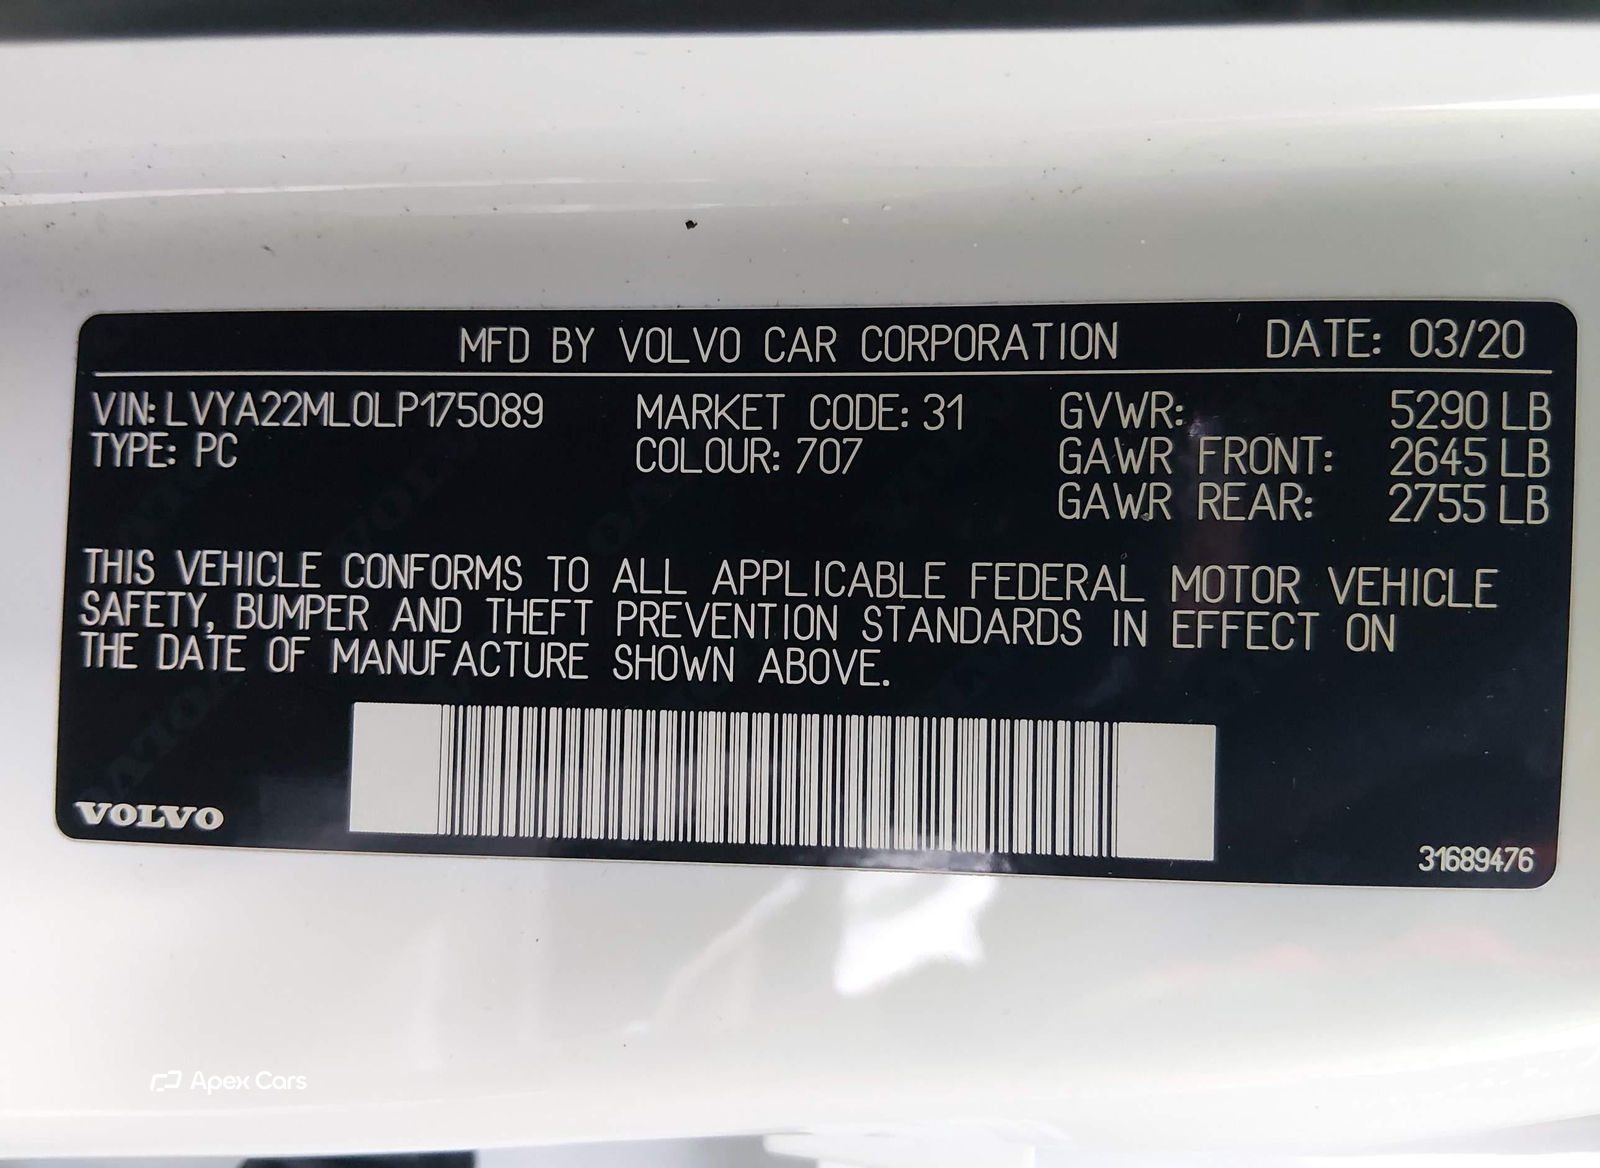 MFD BY VOLVO CAR CORPORATION DATE: 03/20
VIN: LVYA22ML0LP175089 MARKET CODE: 31 GVWR: 5290 LB
TYPE: PC COLOUR: 707 GAWR FRONT: 2645 LB
GAWR REAR: 2755 LB
THIS VEHICLE CONFORMS TO ALL APPLICABLE FEDERAL MOTOR VEHICLE
SAFETY, BUMPER AND THEFT PREVENTION STANDARDS IN EFFECT ON
THE DATE OF MANUFACTURE SHOWN ABOVE.
VOLVO
31689476
Apex Cars